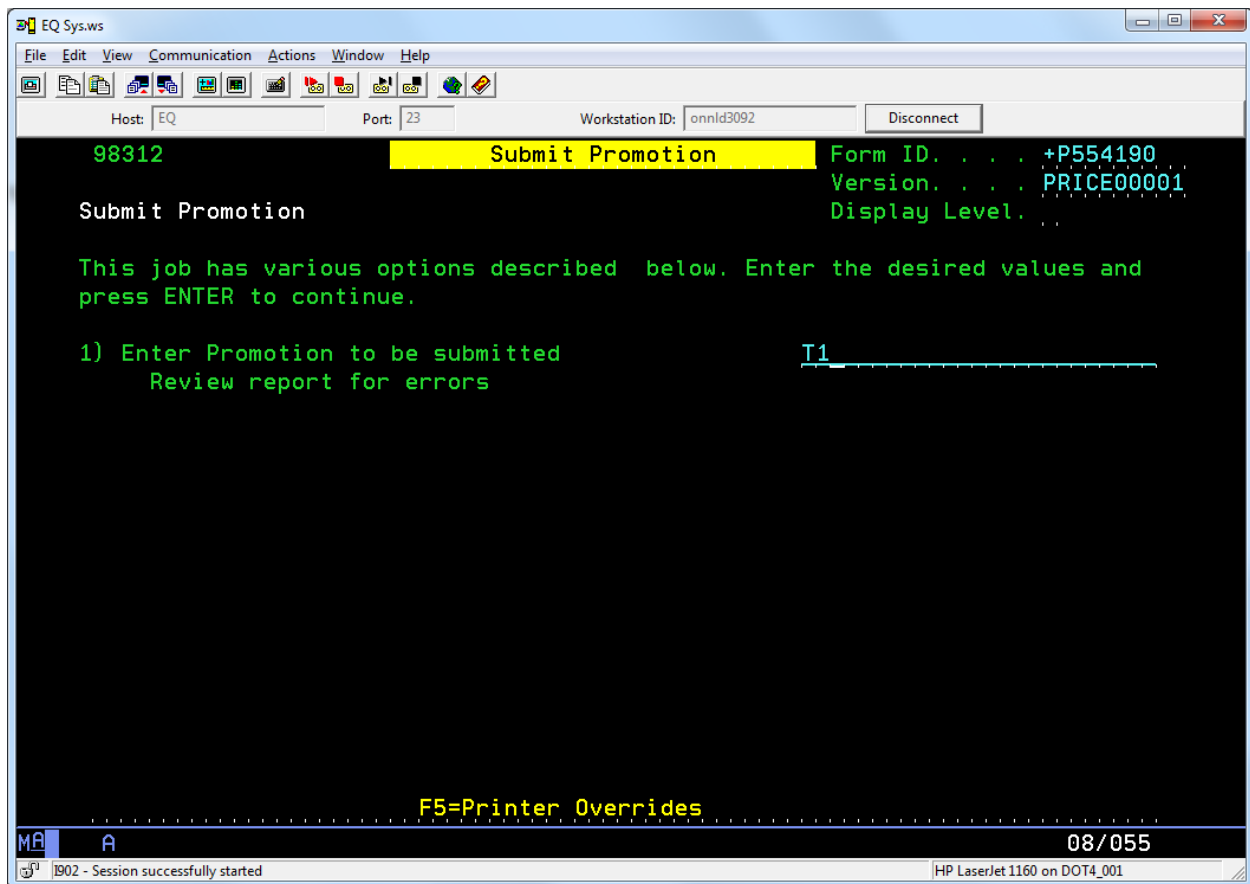 EQ Sys.ws
File Edit View Communication Actions Window Help
Host: EQ Port: 23 Workstation ID: onnld3092 Disconnect
98312 Submit Promotion Form ID. . . . +P554190
Version. . . . PRICE00001
Submit Promotion Display Level.
This job has various options described below. Enter the desired values and
press ENTER to continue.
1) Enter Promotion to be submitted T1
Review report for errors
F5=Printer Overrides
MA A 08/055
I902 - Session successfully started HP LaserJet 1160 on DOT4_001